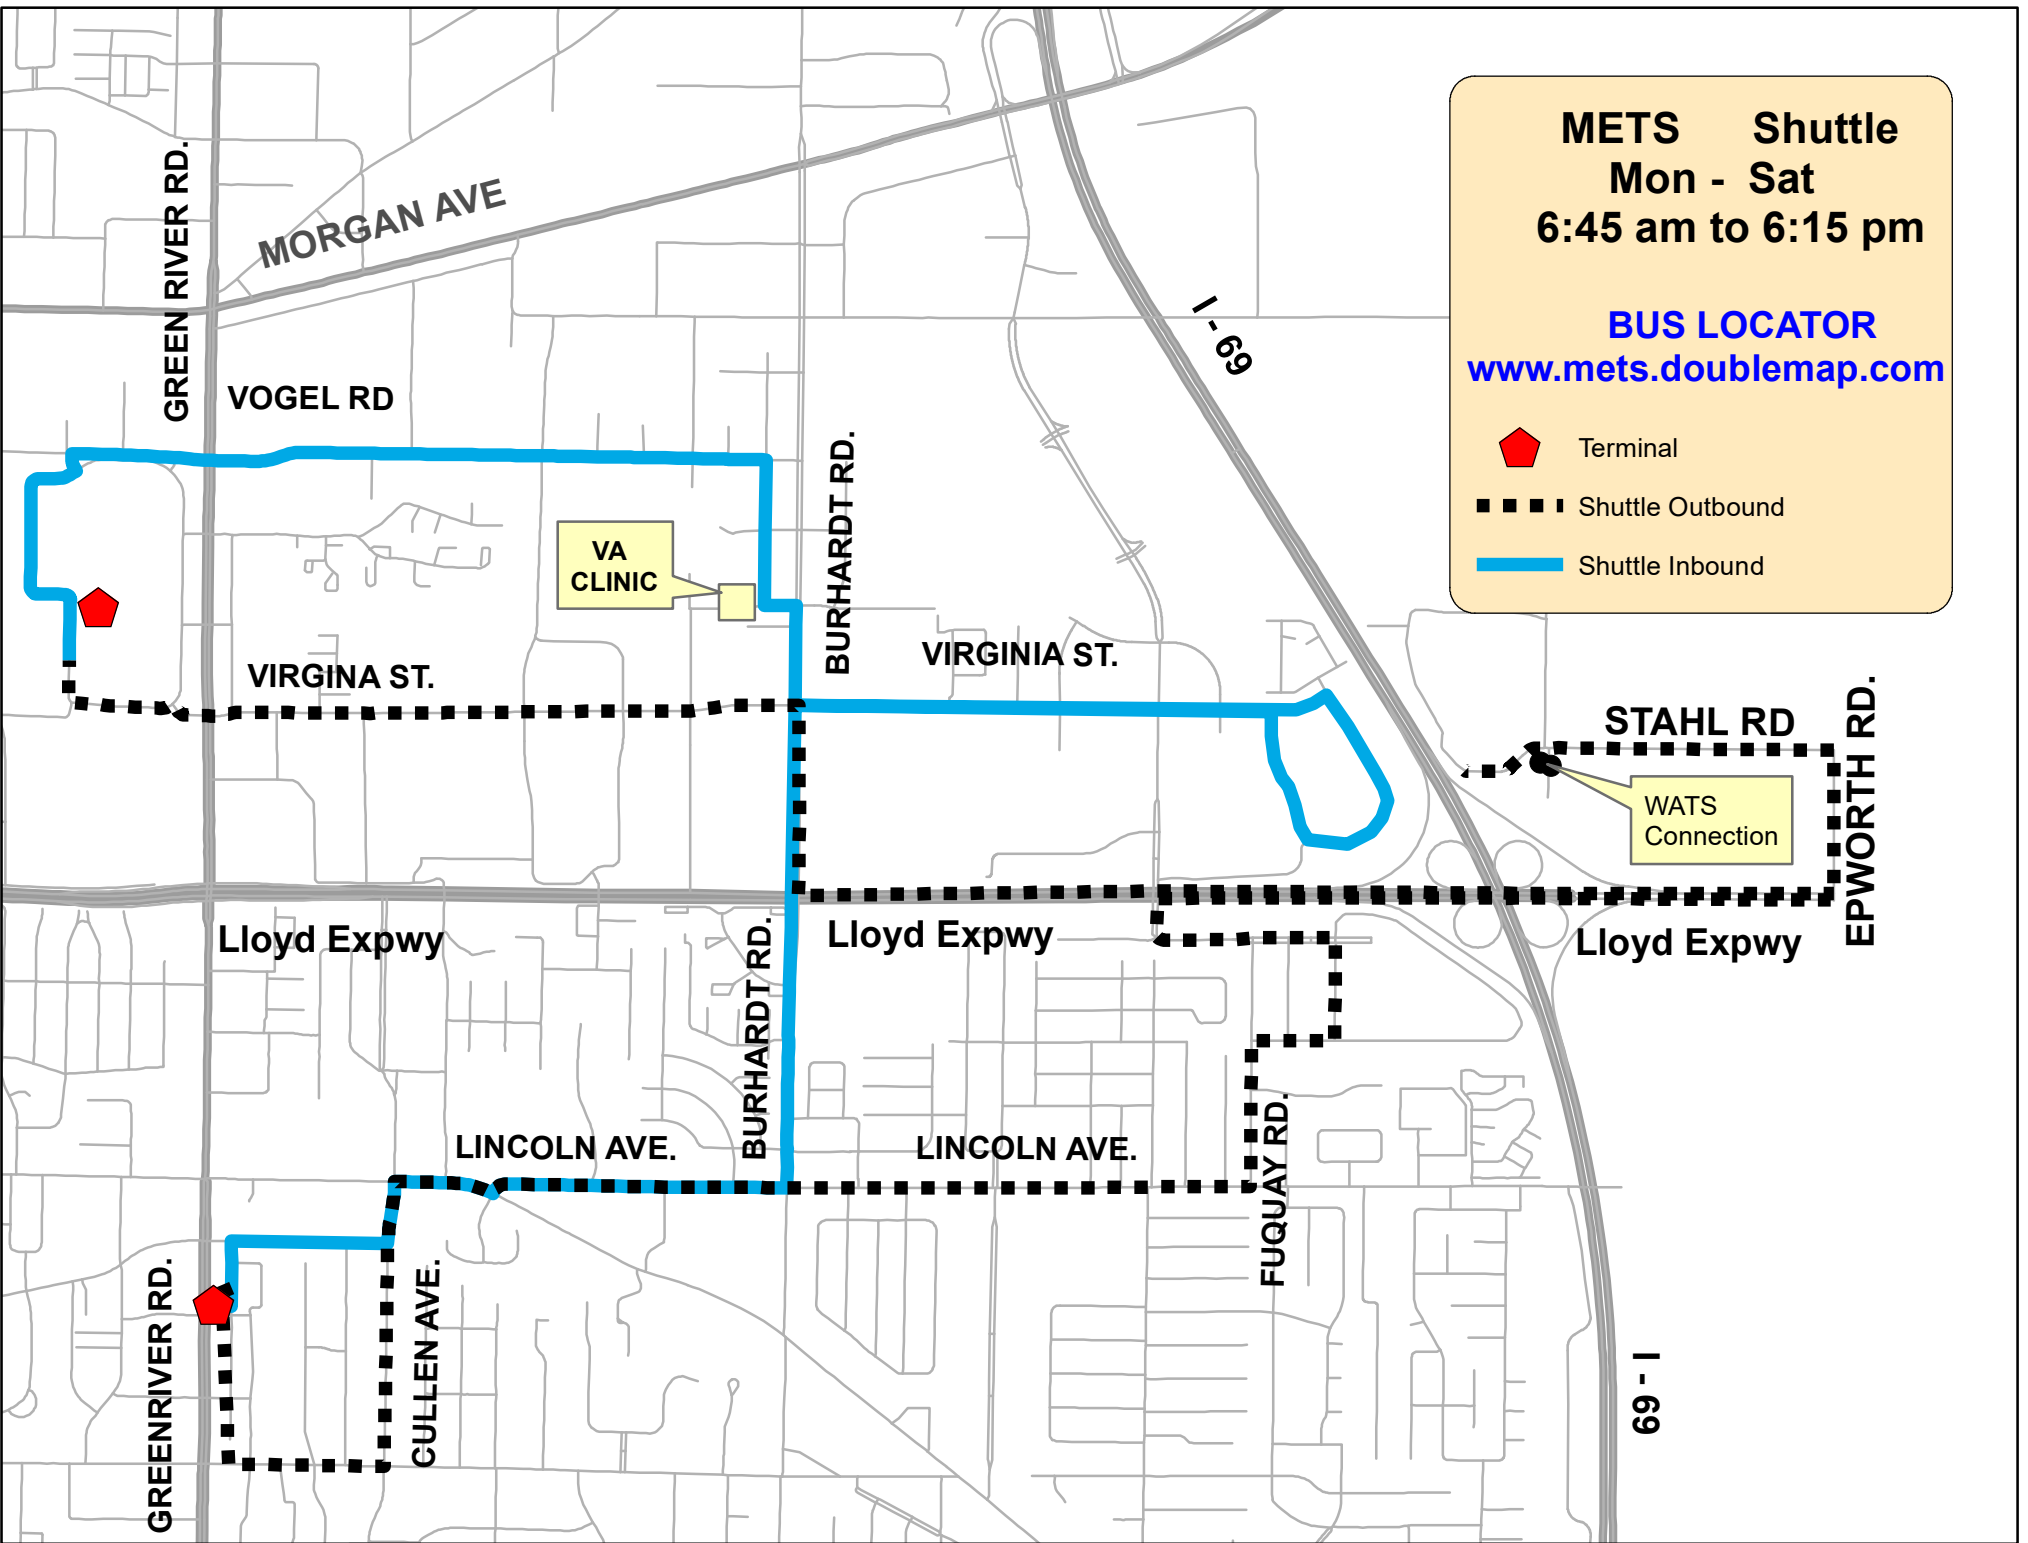 METS Shuttle
Mon - Sat
6:45 am to 6:15 pm
BUS LOCATOR
www.mets.doublemap.com
Terminal
Shuttle Outbound
Shuttle Inbound
GREEN RIVER RD.
MORGAN AVE
I - 69
VOGEL RD
BURHARDT RD.
VA
CLINIC
VIRGINA ST.
VIRGINIA ST.
STAHL RD
EPWORTH RD.
WATS
Connection
Lloyd Expwy
Lloyd Expwy
Lloyd Expwy
BURHARDT RD.
LINCOLN AVE.
LINCOLN AVE.
FUQUAY RD.
GREENRIVER RD.
CULLEN AVE.
I - 69